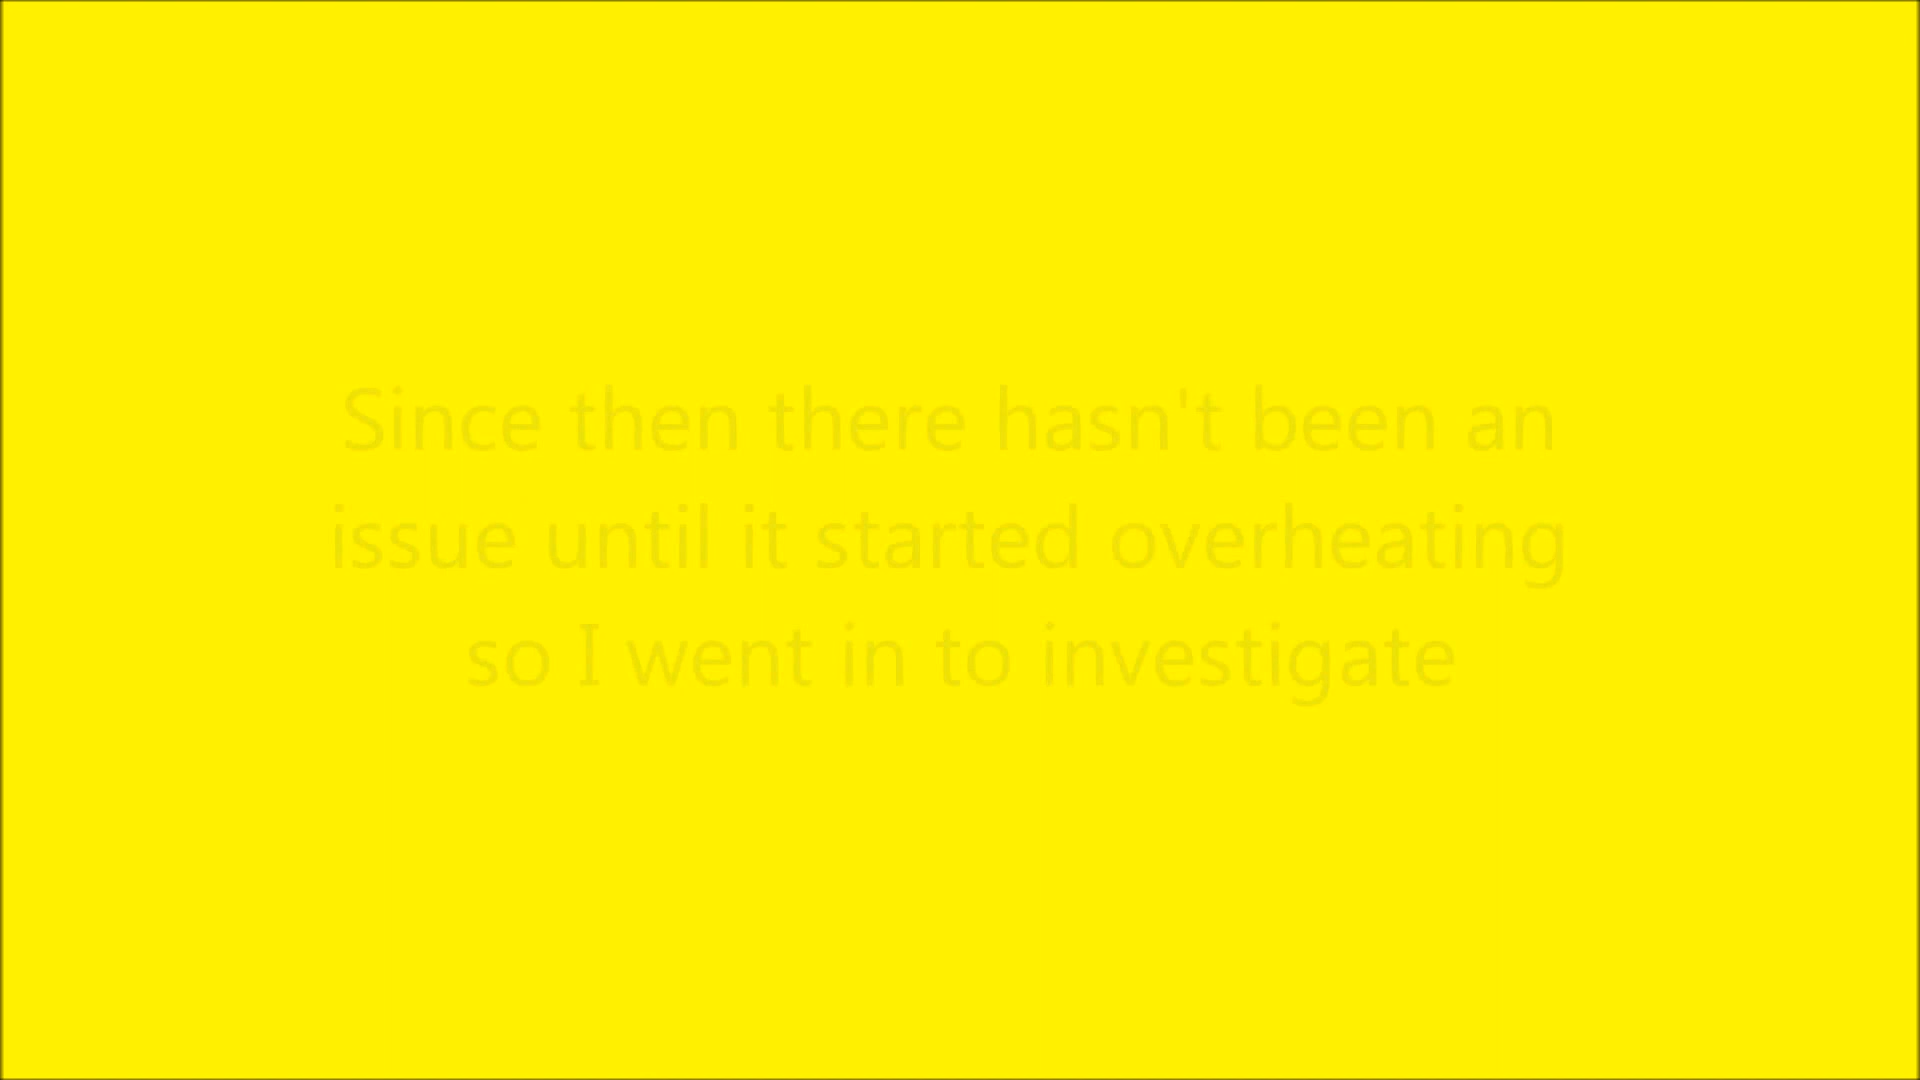 Since then there hasn't been an
issue until it started overheating
so I went in to investigate